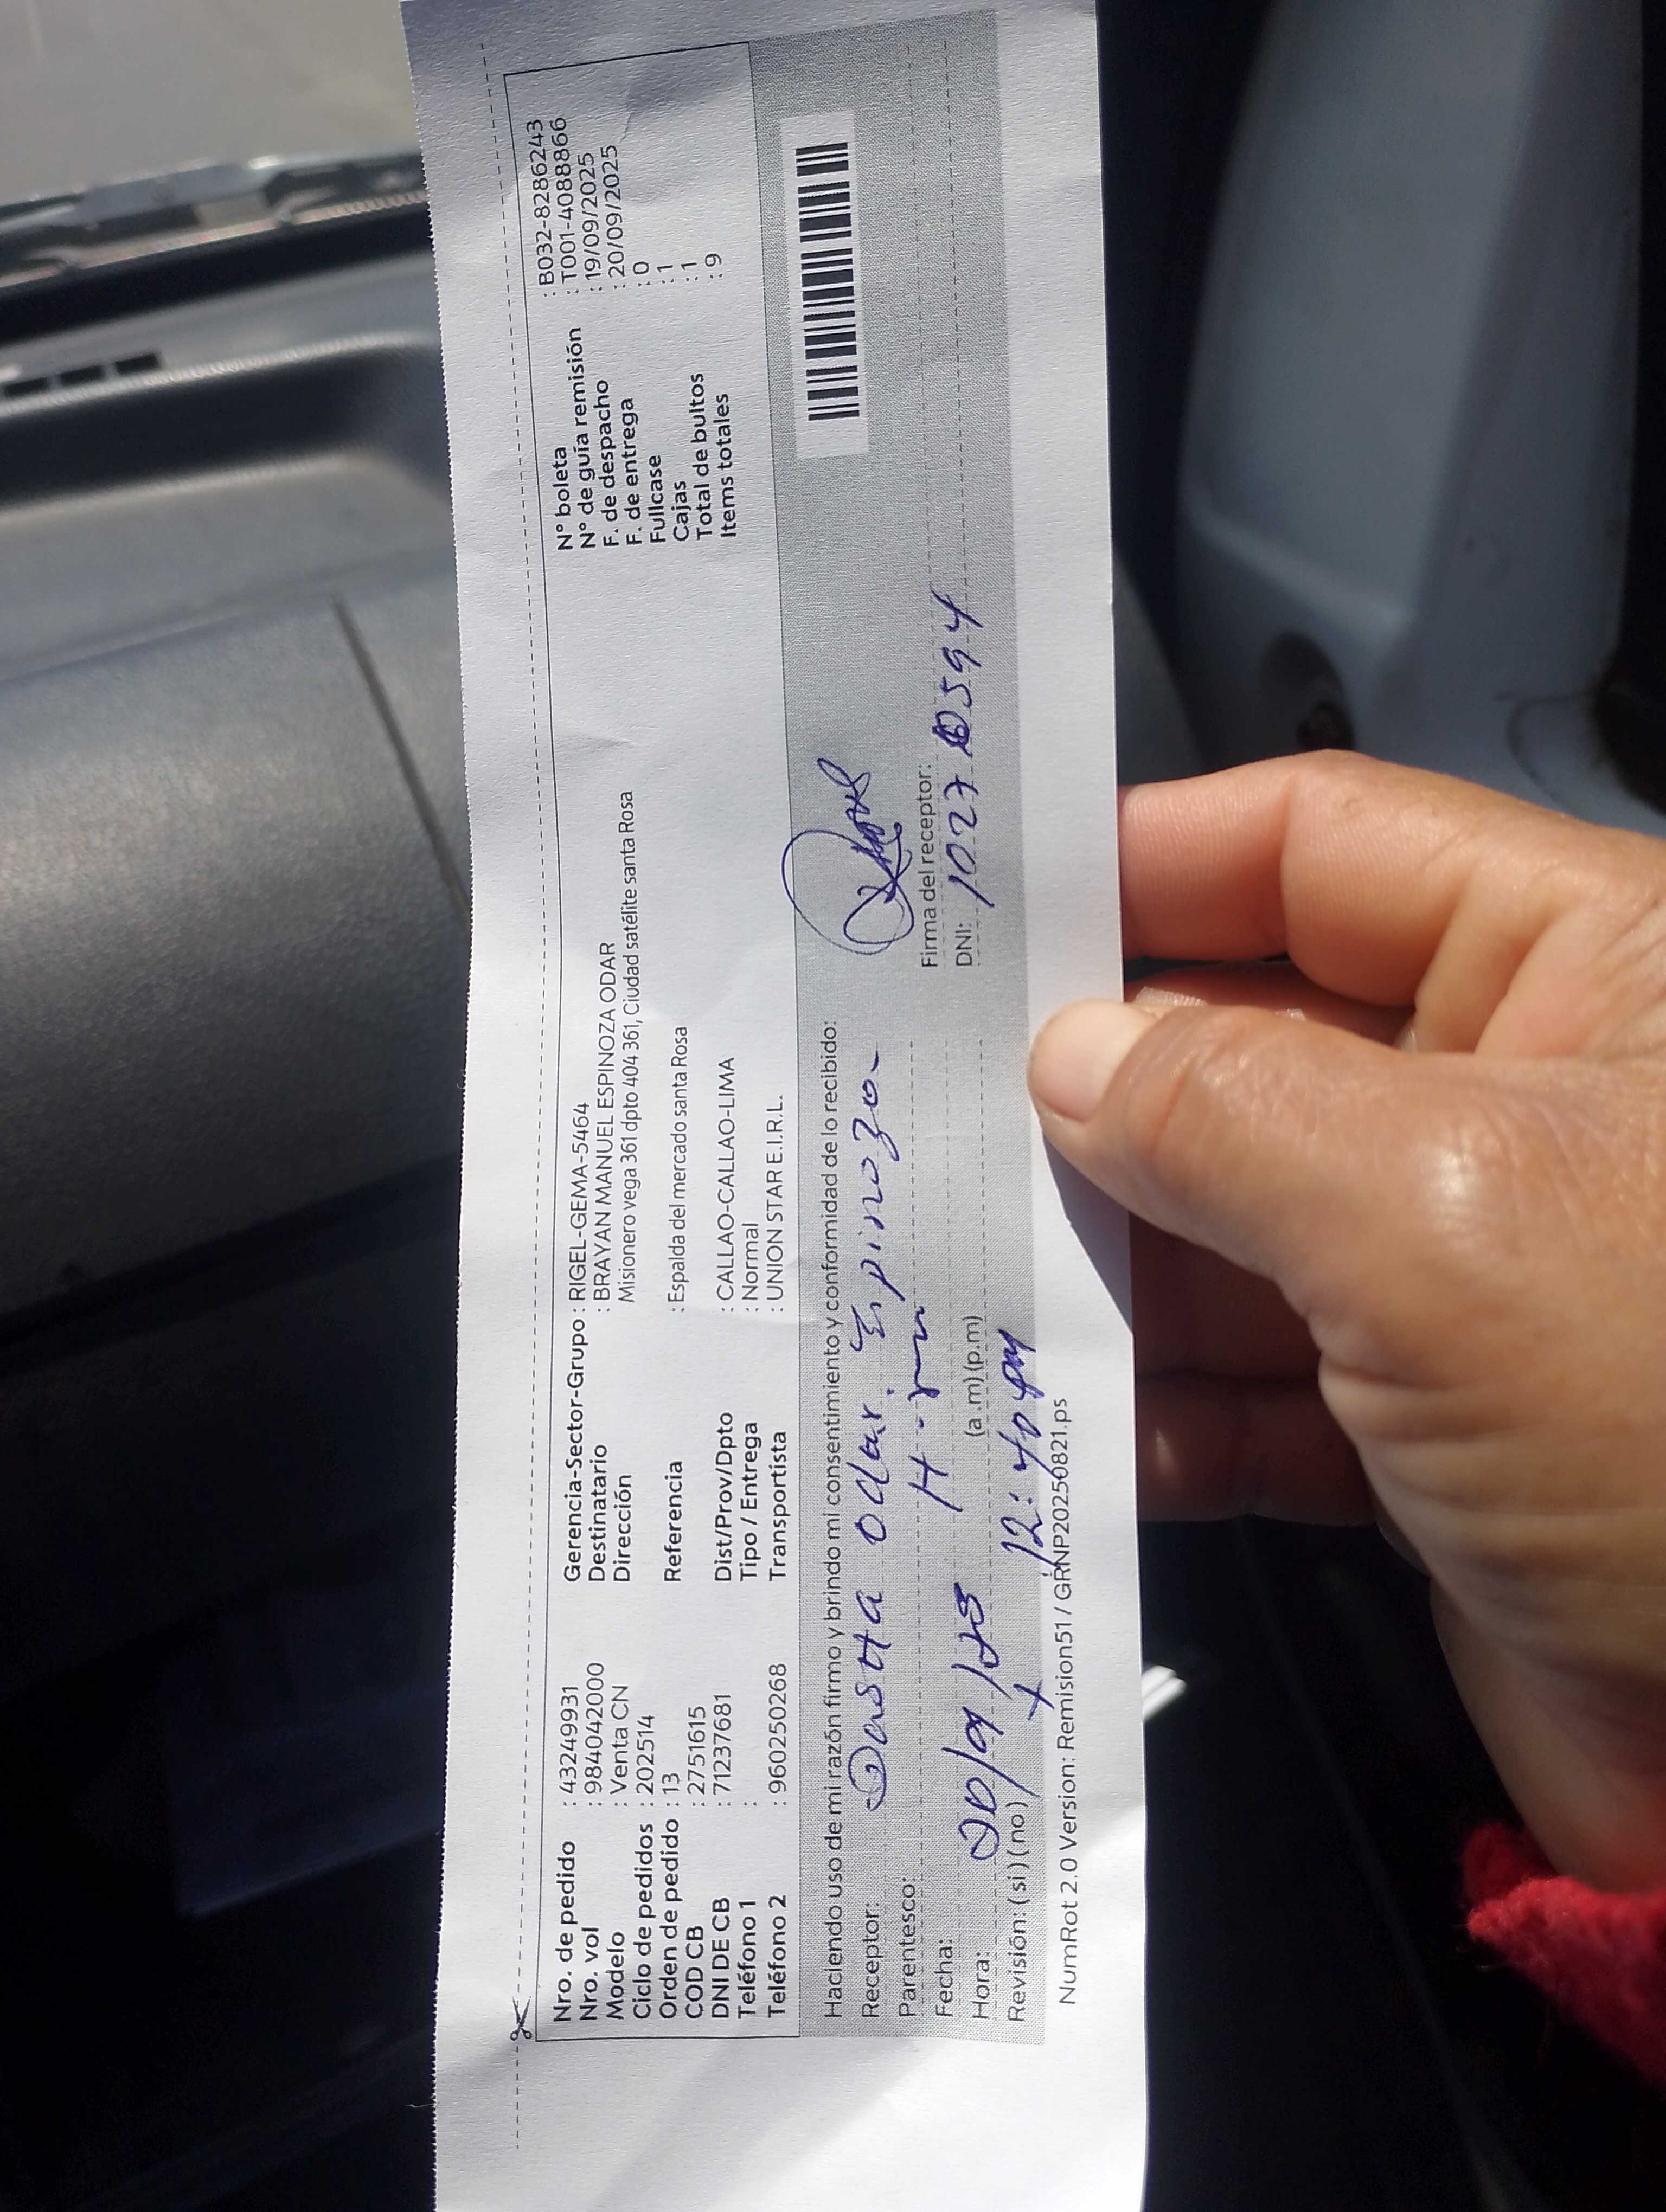 Nro. de pedido : 43249931
Nro. vol : 984042000
Modelo : Venta CN
Ciclo de pedidos : 202514
Orden de pedido : 13
COD CB : 2751615
DNI DE CB : 71237681
Teléfono 1 :
Teléfono 2 : 960250268
Gerencia-Sector-Grupo : RIGEL-GEMA-5464
Destinatario : BRAYAN MANUEL ESPINOZA ODAR
Dirección Misionero vega 361 dpto 404 361, Ciudad satélite santa Rosa
Referencia : Espalda del mercado santa Rosa
Dist/Prov/Dpto : CALLAO-CALLAO-LIMA
Tipo / Entrega : Normal
Transportista : UNION STAR E.I.R.L.
N° boleta : B032-8286243
N° de guía remisión : T001-4088866
F. de despacho : 19/09/2025
F. de entrega : 20/09/2025
Fullcase : 0
Cajas : 1
Total de bultos : 1
Items totales : 9
Haciendo uso de mi razón firmo y brindo mi consentimiento y conformidad de lo recibido:
Receptor: Odar Espinoza
Parentesco:
Fecha: 20/9/25
Hora: (a.m) (p.m) 12:40 pm
Revisión: ( si ) ( no )
Firma del receptor:
DNI: 10270594
NumRot 2.0 Version: Remision51 / GRNP20250821.ps